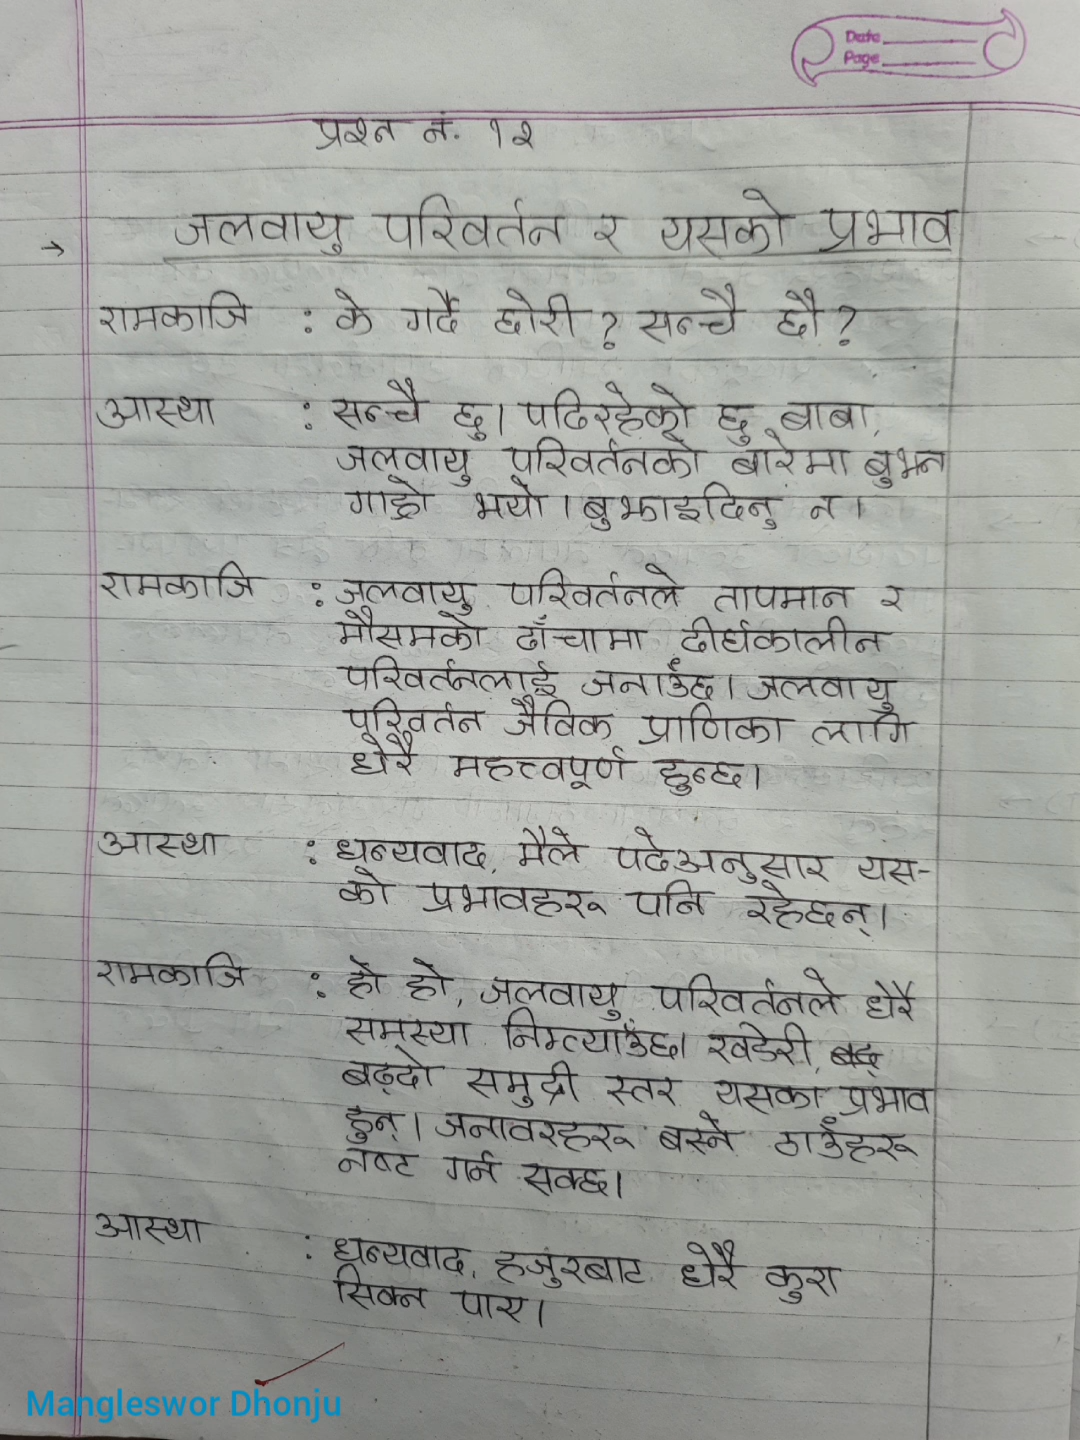 Date
Page
प्रश्न नं. १२
→ जलवायु परिवर्तन र यसको प्रभाव
रामकाजि : के गर्दै छोरी? सन्चै छौ?
आस्था : सन्चै छु। पढिरहेको छु बाबा,
जलवायु परिवर्तनको बारेमा बुझ्न
गाह्रो भयो। बुझाइदिनु न।
रामकाजि : जलवायु परिवर्तनले तापमान र
मौसमको ढाँचामा दीर्घकालीन
परिवर्तनलाई जनाउँछ। जलवायु
परिवर्तन जैविक प्राणिका लागि
धेरै महत्त्वपूर्ण हुन्छ।
आस्था : धन्यवाद, मैले पढेअनुसार यस-
को प्रभावहरू पनि रहेछन्।
रामकाजि : हो हो, जलवायु परिवर्तनले धेरै
समस्या निम्त्याउँछ। खडेरी,
बढ्दो समुद्री स्तर यसका प्रभाव
हुन्। जनावरहरू बस्ने ठाउँहरू
नष्ट गर्न सक्छ।
आस्था : धन्यवाद, हजुरबाट धेरै कुरा
सिक्न पाए।
Mangleswor Dhonju